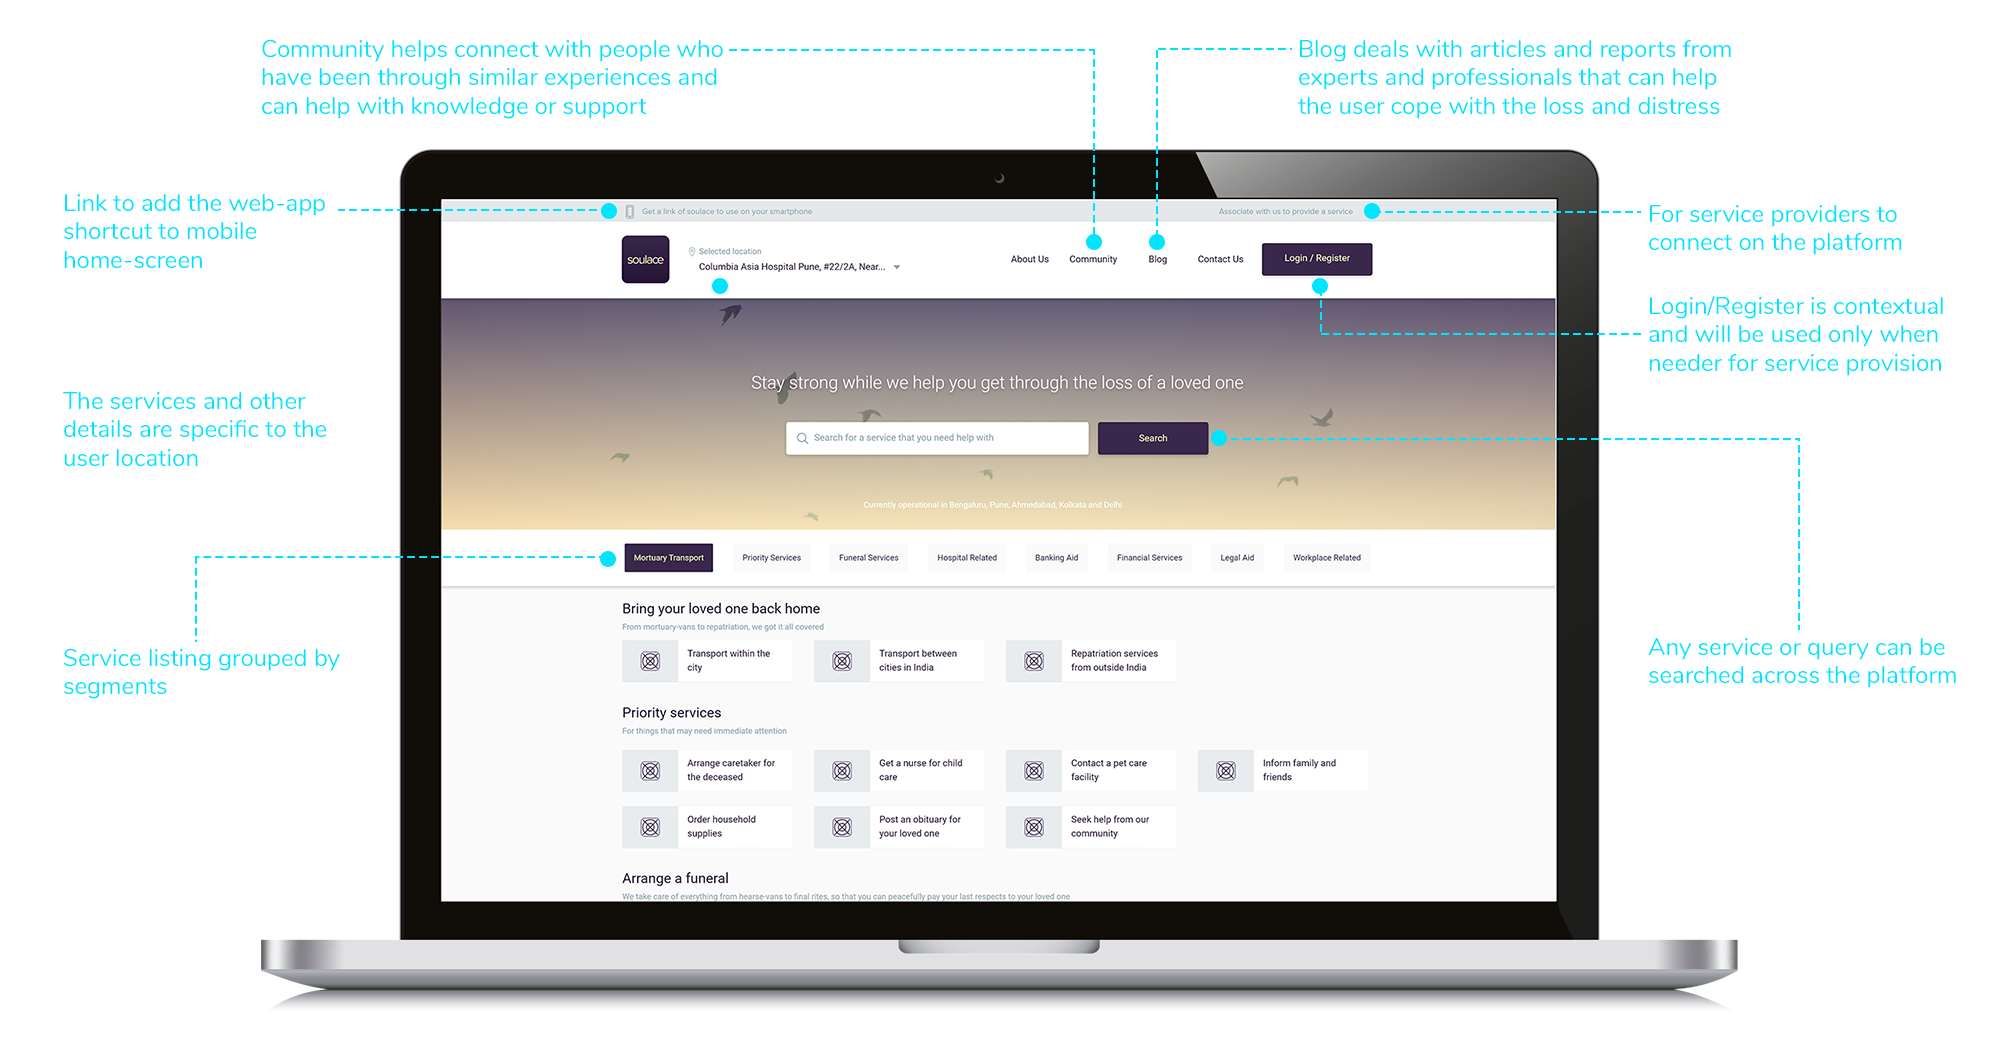 Community helps connect with people who
have been through similar experiences and
can help with knowledge or support
Blog deals with articles and reports from
experts and professionals that can help
the user cope with the loss and distress
Link to add the web-app
shortcut to mobile
home-screen
For service providers to
connect on the platform
Login/Register is contextual
and will be used only when
needer for service provision
The services and other
details are specific to the
user location
Service listing grouped by
segments
Any service or query can be
searched across the platform
Get a link of soulace to use on your smartphone
Associate with us to provide a service
soulace
Selected location
Columbia Asia Hospital Pune, #22/2A, Near...
About Us
Community
Blog
Contact Us
Login / Register
Stay strong while we help you get through the loss of a loved one
Search for a service that you need help with
Search
Currently operational in Bengaluru, Pune, Ahmedabad, Kolkata and Delhi
Mortuary Transport
Priority Services
Funeral Services
Hospital Related
Banking Aid
Financial Services
Legal Aid
Workplace Related
Bring your loved one back home
From mortuary-vans to repatriation, we got it all covered
Transport within the
city
Transport between
cities in India
Repatriation services
from outside India
Priority services
For things that may need immediate attention
Arrange caretaker for
the deceased
Get a nurse for child
care
Contact a pet care
facility
Inform family and
friends
Order household
supplies
Post an obituary for
your loved one
Seek help from our
community
Arrange a funeral
We take care of everything from hearse-vans to final rites, so that you can peacefully pay your last respects to your loved one